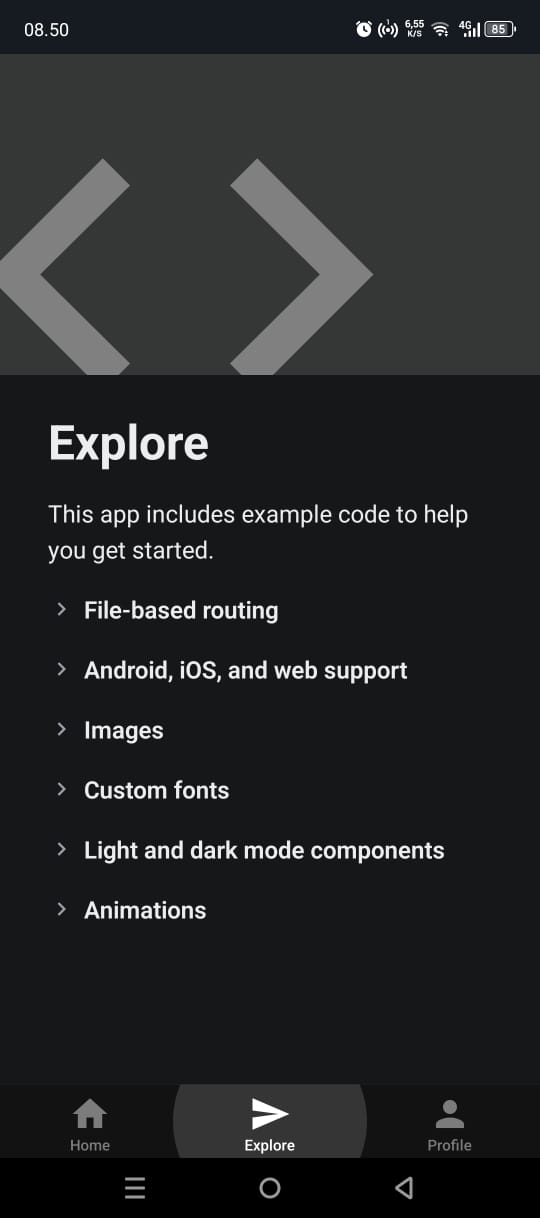 08.50
1
6,55
K/S
4G
85
Explore
This app includes example code to help
you get started.
File-based routing
Android, iOS, and web support
Images
Custom fonts
Light and dark mode components
Animations
Home
Explore
Profile